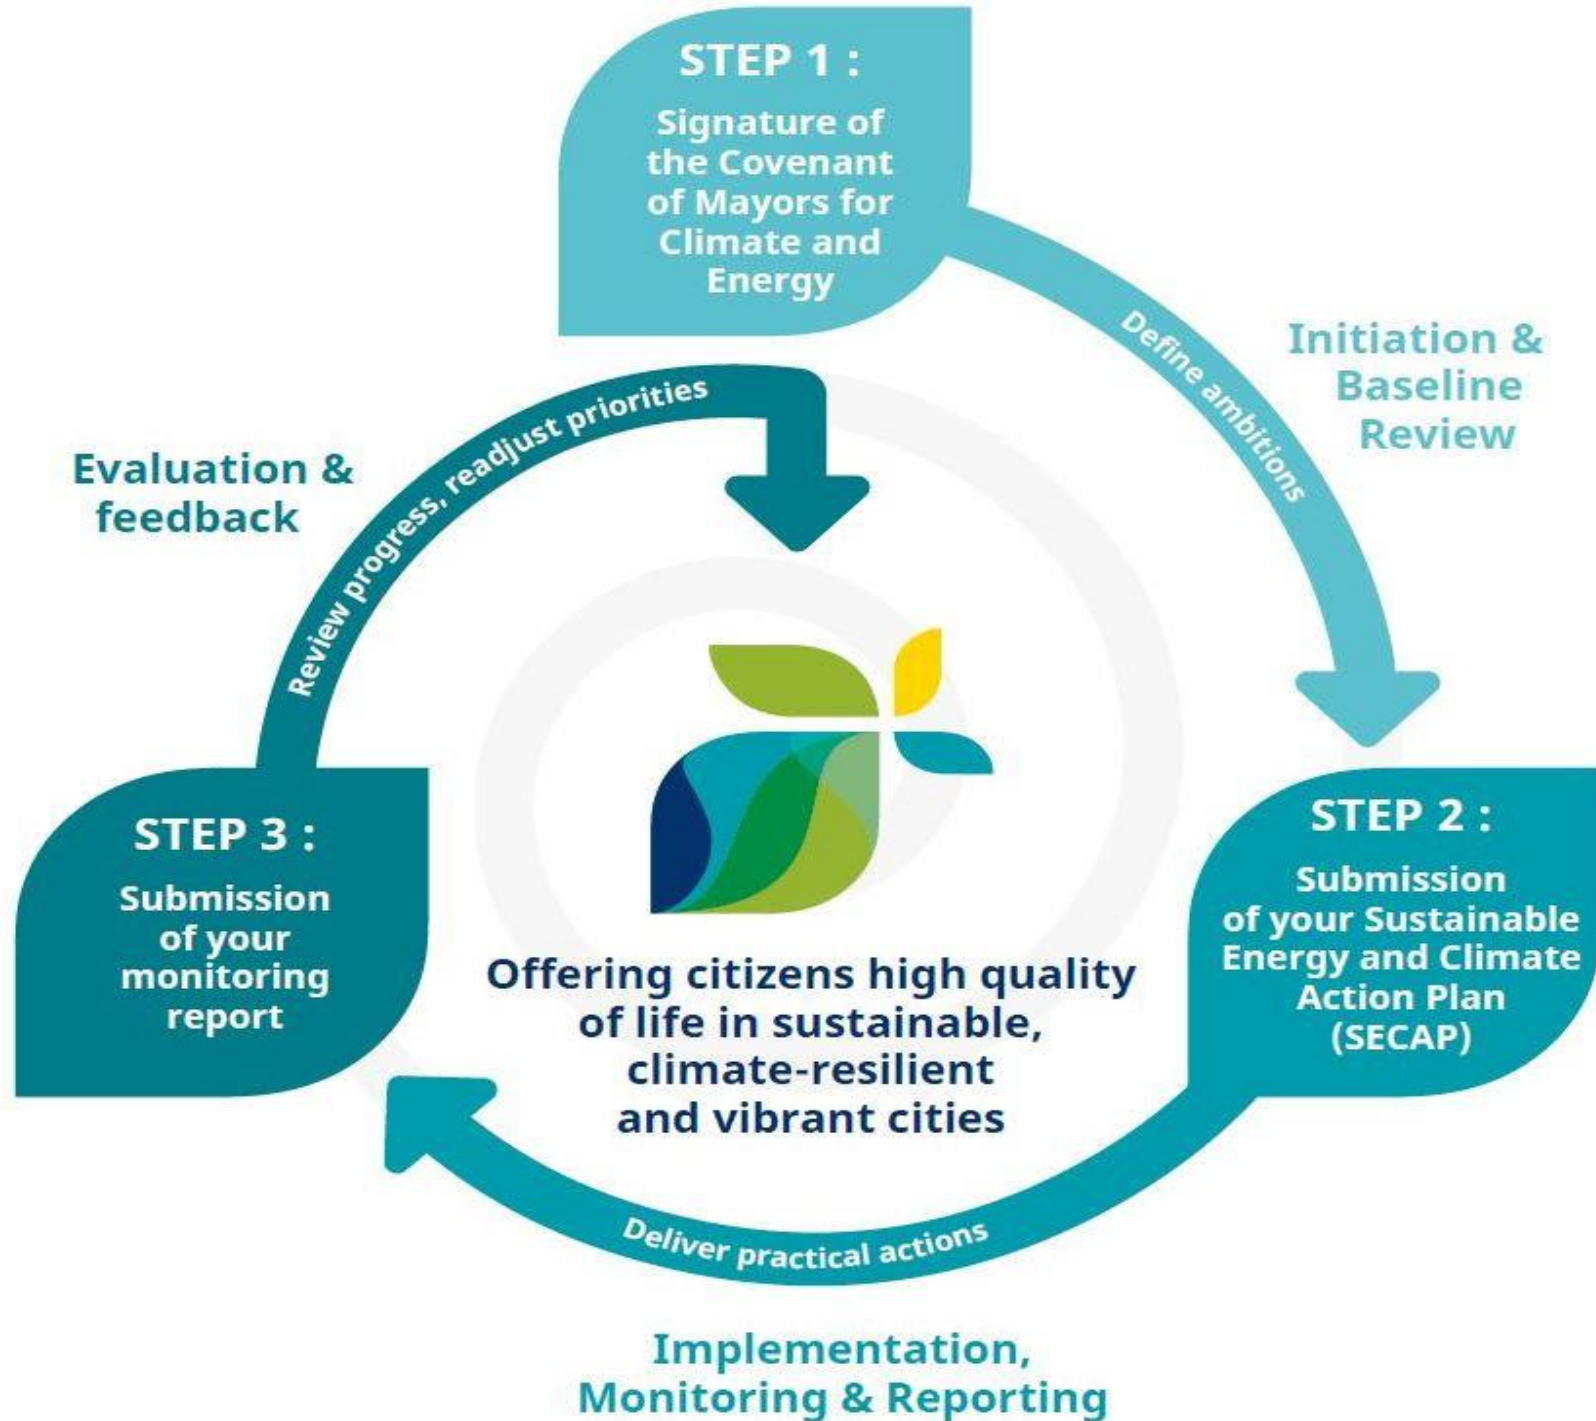 STEP 1 :
Signature of
the Covenant
of Mayors for
Climate and
Energy
Define ambitions
Initiation &
Baseline
Review
STEP 2 :
Submission
of your Sustainable
Energy and Climate
Action Plan
(SECAP)
Deliver practical actions
Implementation,
Monitoring & Reporting
STEP 3 :
Submission
of your
monitoring
report
Review progress, readjust priorities
Evaluation &
feedback
Offering citizens high quality
of life in sustainable,
climate-resilient
and vibrant cities